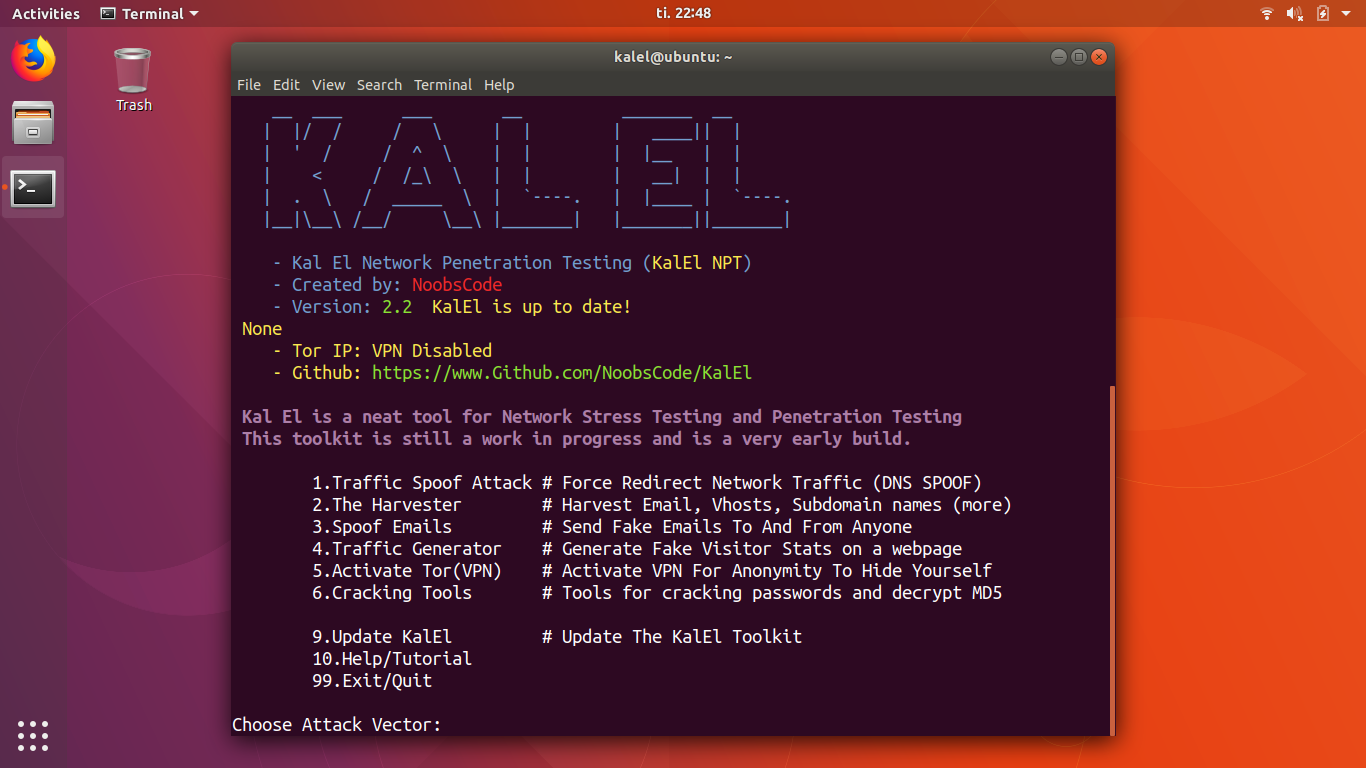 Activities Terminal ti. 22:48
Trash
kalel@ubuntu: ~
File Edit View Search Terminal Help
KALEL
- Kal El Network Penetration Testing (KalEl NPT)
- Created by: NoobsCode
- Version: 2.2 KalEl is up to date!
None
- Tor IP: VPN Disabled
- Github: https://www.Github.com/NoobsCode/KalEl
Kal El is a neat tool for Network Stress Testing and Penetration Testing
This toolkit is still a work in progress and is a very early build.
1.Traffic Spoof Attack # Force Redirect Network Traffic (DNS SPOOF)
2.The Harvester # Harvest Email, Vhosts, Subdomain names (more)
3.Spoof Emails # Send Fake Emails To And From Anyone
4.Traffic Generator # Generate Fake Visitor Stats on a webpage
5.Activate Tor(VPN) # Activate VPN For Anonymity To Hide Yourself
6.Cracking Tools # Tools for cracking passwords and decrypt MD5
9.Update KalEl # Update The KalEl Toolkit
10.Help/Tutorial
99.Exit/Quit
Choose Attack Vector: